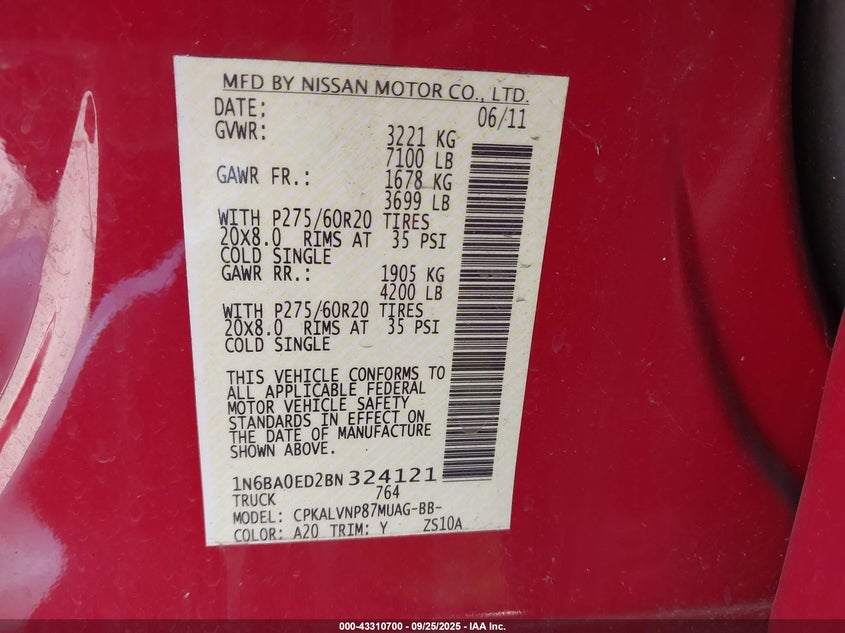 MFD BY NISSAN MOTOR CO., LTD.
DATE: 06/11
GVWR: 3221 KG
7100 LB
GAWR FR.: 1678 KG
3699 LB
WITH P275/60R20 TIRES
20X8.0 RIMS AT 35 PSI
COLD SINGLE
GAWR RR.: 1905 KG
4200 LB
WITH P275/60R20 TIRES
20X8.0 RIMS AT 35 PSI
COLD SINGLE
THIS VEHICLE CONFORMS TO
ALL APPLICABLE FEDERAL
MOTOR VEHICLE SAFETY
STANDARDS IN EFFECT ON
THE DATE OF MANUFACTURE
SHOWN ABOVE.
1N6BA0ED2BN324121
TRUCK 764
MODEL: CPKALVNP87MUAG-BB-
COLOR: A20 TRIM: Y ZS10A
000-43310700 - 09/25/2025 - IAA Inc.